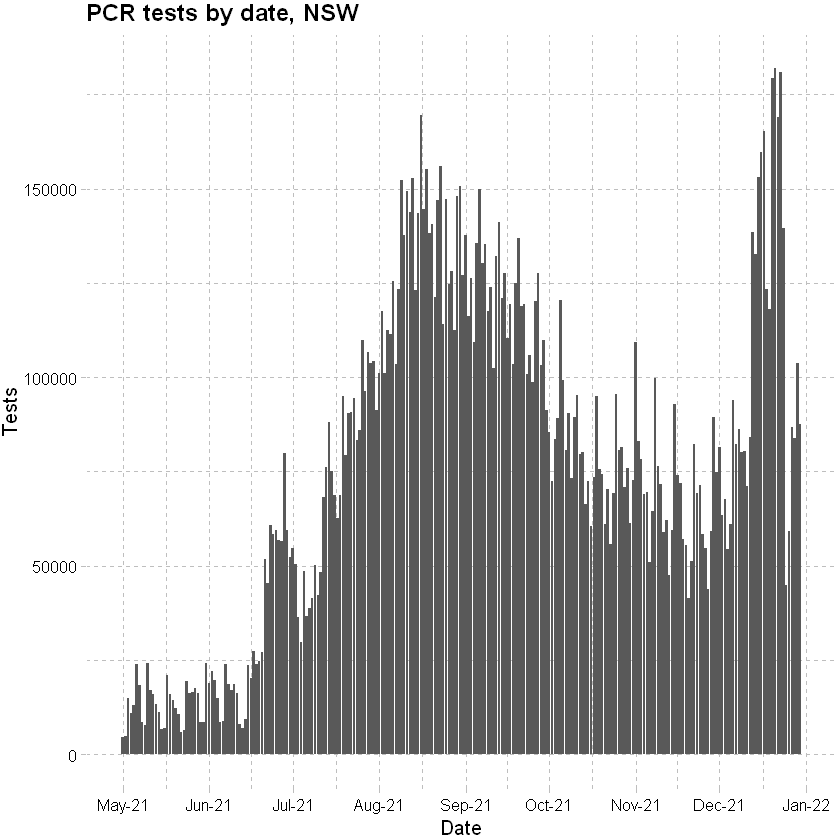 PCR tests by date, NSW
Tests
150000
100000
50000
0
May-21 Jun-21 Jul-21 Aug-21 Sep-21 Oct-21 Nov-21 Dec-21 Jan-22
Date